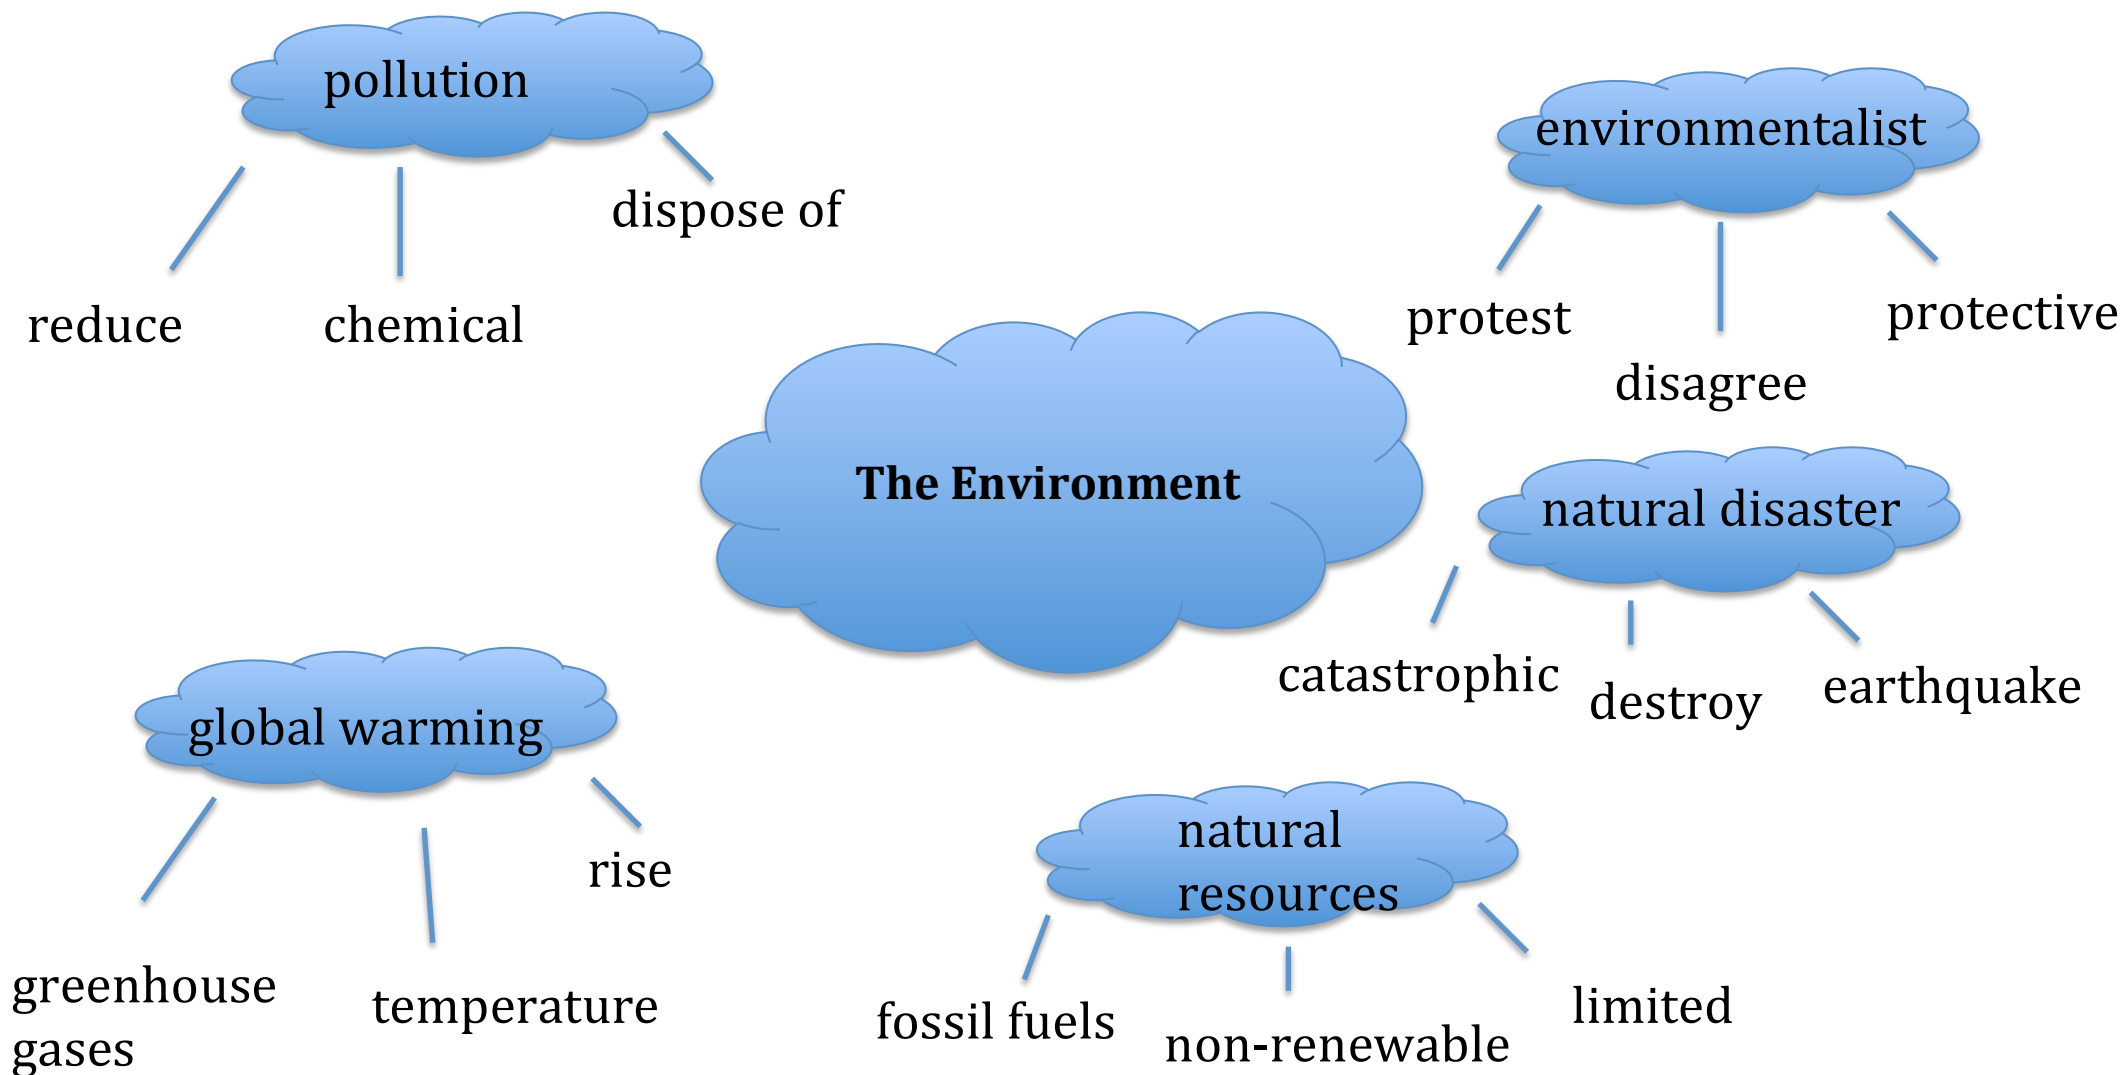 pollution
reduce
chemical
dispose of
environmentalist
protest
disagree
protective
The Environment
natural disaster
catastrophic
destroy
earthquake
global warming
greenhouse
gases
temperature
rise
natural
resources
fossil fuels
non-renewable
limited